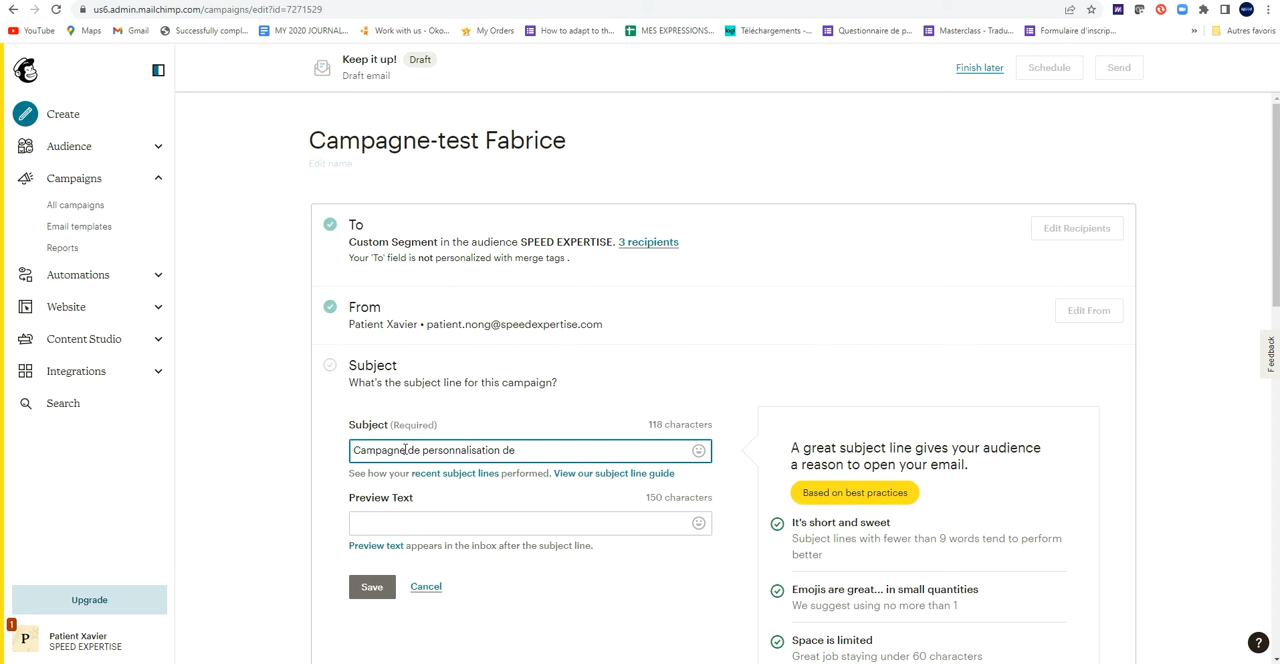 us6.admin.mailchimp.com/campaigns/edit?id=7271529
YouTube Maps Gmail Successfully compl... MY 2020 JOURNAL... Work with us - Oko... My Orders How to adapt to th... MES EXPRESSIONS... Téléchargements -... Questionnaire de p... Masterclass - Tradu... Formulaire d'inscrip... » Autres favoris
Keep it up! Draft
Draft email
Finish later Schedule Send
Create
Audience
Campaigns
All campaigns
Email templates
Reports
Automations
Website
Content Studio
Integrations
Search
Upgrade
1
P
Patient Xavier
SPEED EXPERTISE
Campagne-test Fabrice
Edit name
To
Custom Segment in the audience SPEED EXPERTISE. 3 recipients
Your 'To' field is not personalized with merge tags .
Edit Recipients
From
Patient Xavier • patient.nong@speedexpertise.com
Edit From
Subject
What's the subject line for this campaign?
Subject (Required) 118 characters
Campagne de personnalisation de
See how your recent subject lines performed. View our subject line guide
Preview Text 150 characters
Preview text appears in the inbox after the subject line.
Save Cancel
A great subject line gives your audience
a reason to open your email.
Based on best practices
It's short and sweet
Subject lines with fewer than 9 words tend to perform
better
Emojis are great... in small quantities
We suggest using no more than 1
Space is limited
Great job staying under 60 characters
Feedback
?